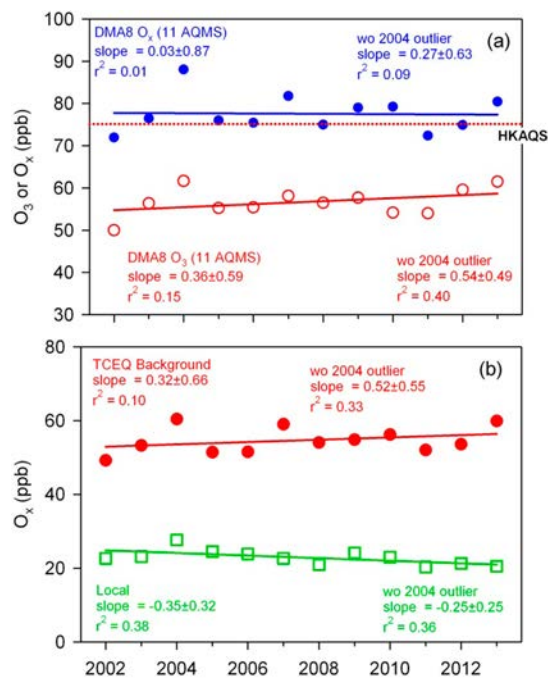 DMA8 Oₓ (11 AQMS)
slope = 0.03±0.87
r² = 0.01
wo 2004 outlier
slope = 0.27±0.63
r² = 0.09
(a)
HKAQS
DMA8 O₃ (11 AQMS)
slope = 0.36±0.59
r² = 0.15
wo 2004 outlier
slope = 0.54±0.49
r² = 0.40
O₃ or Oₓ (ppb)
100
90
80
70
60
50
40
30
TCEQ Background
slope = 0.32±0.66
r² = 0.10
wo 2004 outlier
slope = 0.52±0.55
r² = 0.33
(b)
Local
slope = -0.35±0.32
r² = 0.38
wo 2004 outlier
slope = -0.25±0.25
r² = 0.36
Oₓ (ppb)
80
60
40
20
0
2002 2004 2006 2008 2010 2012